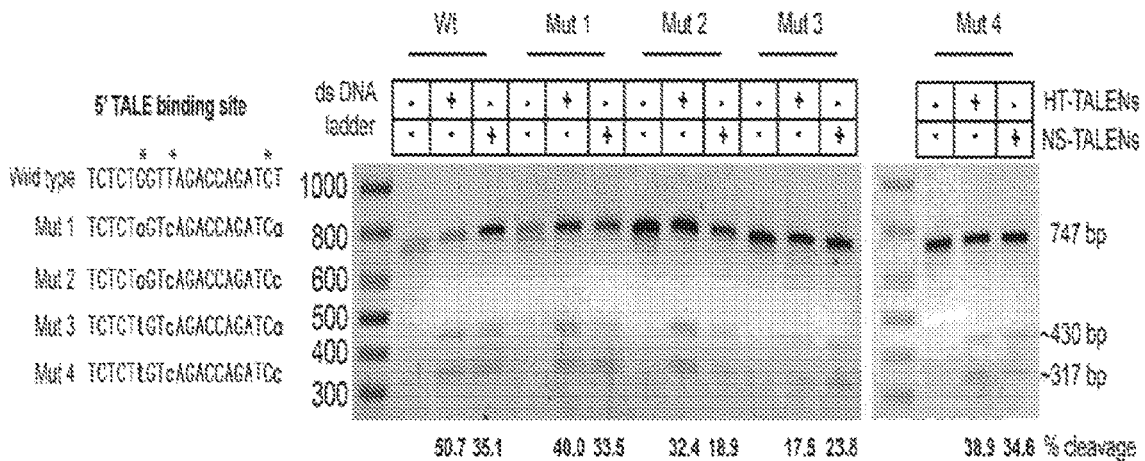 Wt Mut 1 Mut 2 Mut 3 Mut 4
5' TALE binding site
ds DNA ladder
- + - - + - - + - - + - - + - HT-TALENs
- - + - - + - - + - - + - - + NS-TALENs
* * *
Wild type TCTCTGGTTAGACCAGATCT
Mut 1 TCTCTaGTcAGACCAGATCa
Mut 2 TCTCTaGTcAGACCAGATCc
Mut 3 TCTCTtGTcAGACCAGATCa
Mut 4 TCTCTtGTcAGACCAGATCc
1000
800
600
500
400
300
747 bp
~430 bp
~317 bp
50.7 35.1 40.0 33.5 32.4 18.9 17.5 23.8 38.9 34.6 % cleavage